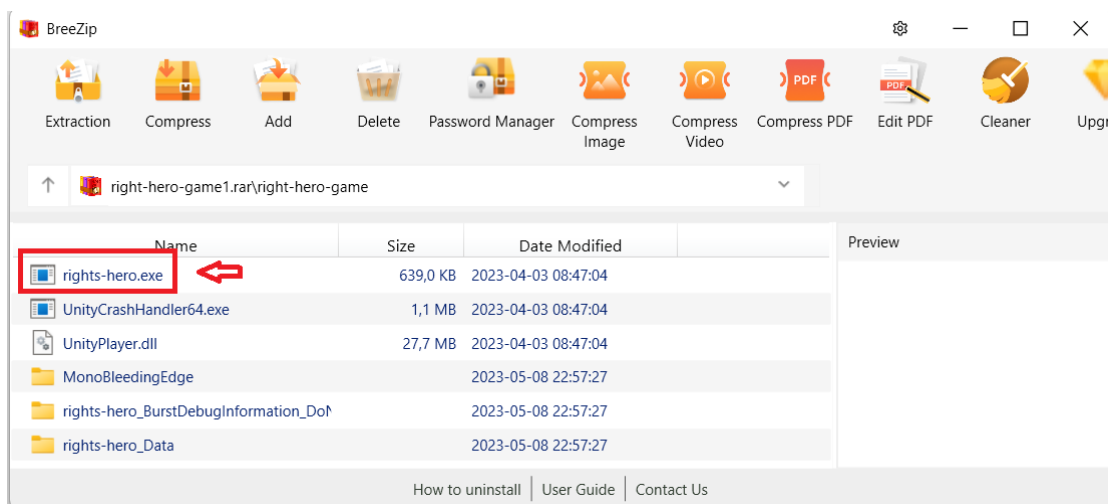 BreeZip
Extraction Compress Add Delete Password Manager Compress Image Compress Video Compress PDF Edit PDF Cleaner Upgr
PDF PDF
right-hero-game1.rar\right-hero-game
Name Size Date Modified Preview
rights-hero.exe 639,0 KB 2023-04-03 08:47:04
UnityCrashHandler64.exe 1,1 MB 2023-04-03 08:47:04
UnityPlayer.dll 27,7 MB 2023-04-03 08:47:04
MonoBleedingEdge 2023-05-08 22:57:27
rights-hero_BurstDebugInformation_DoN 2023-05-08 22:57:27
rights-hero_Data 2023-05-08 22:57:27
How to uninstall User Guide Contact Us